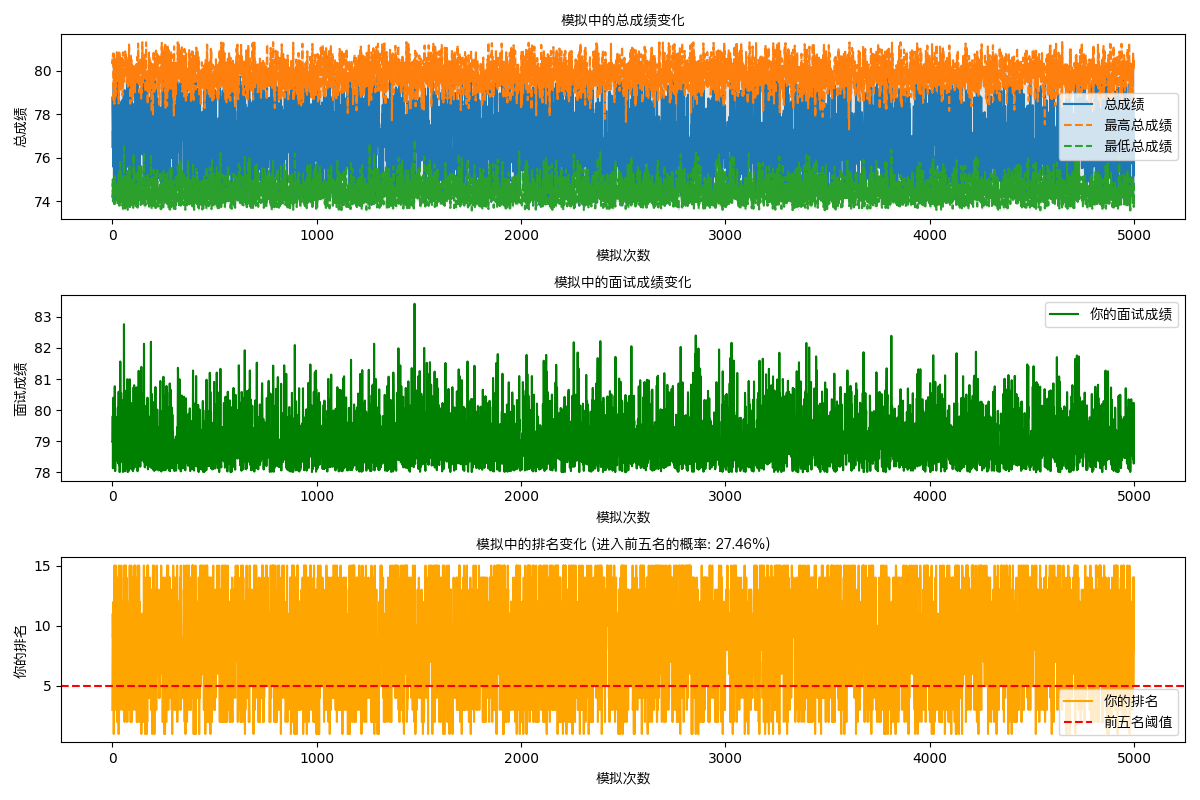 模拟中的总成绩变化
总成绩
80
78
76
74
总成绩
最高总成绩
最低总成绩
0 1000 2000 3000 4000 5000
模拟次数
模拟中的面试成绩变化
面试成绩
83
82
81
80
79
78
你的面试成绩
0 1000 2000 3000 4000 5000
模拟次数
模拟中的排名变化 (进入前五名的概率: 27.46%)
你的排名
15
10
5
你的排名
前五名阈值
0 1000 2000 3000 4000 5000
模拟次数